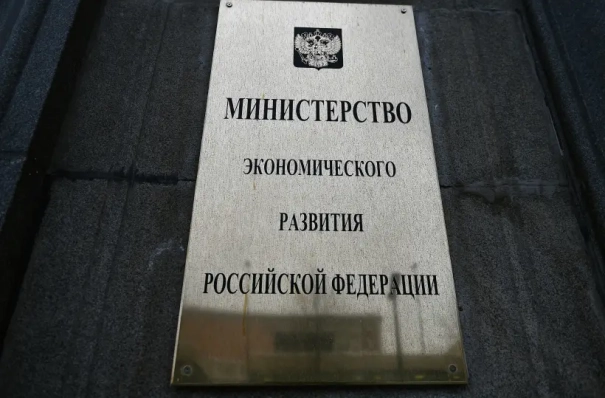 МИНИСТЕРСТВО
ЭКОНОМИЧЕСКОГО
РАЗВИТИЯ
РОССИЙСКОЙ ФЕДЕРАЦИИ